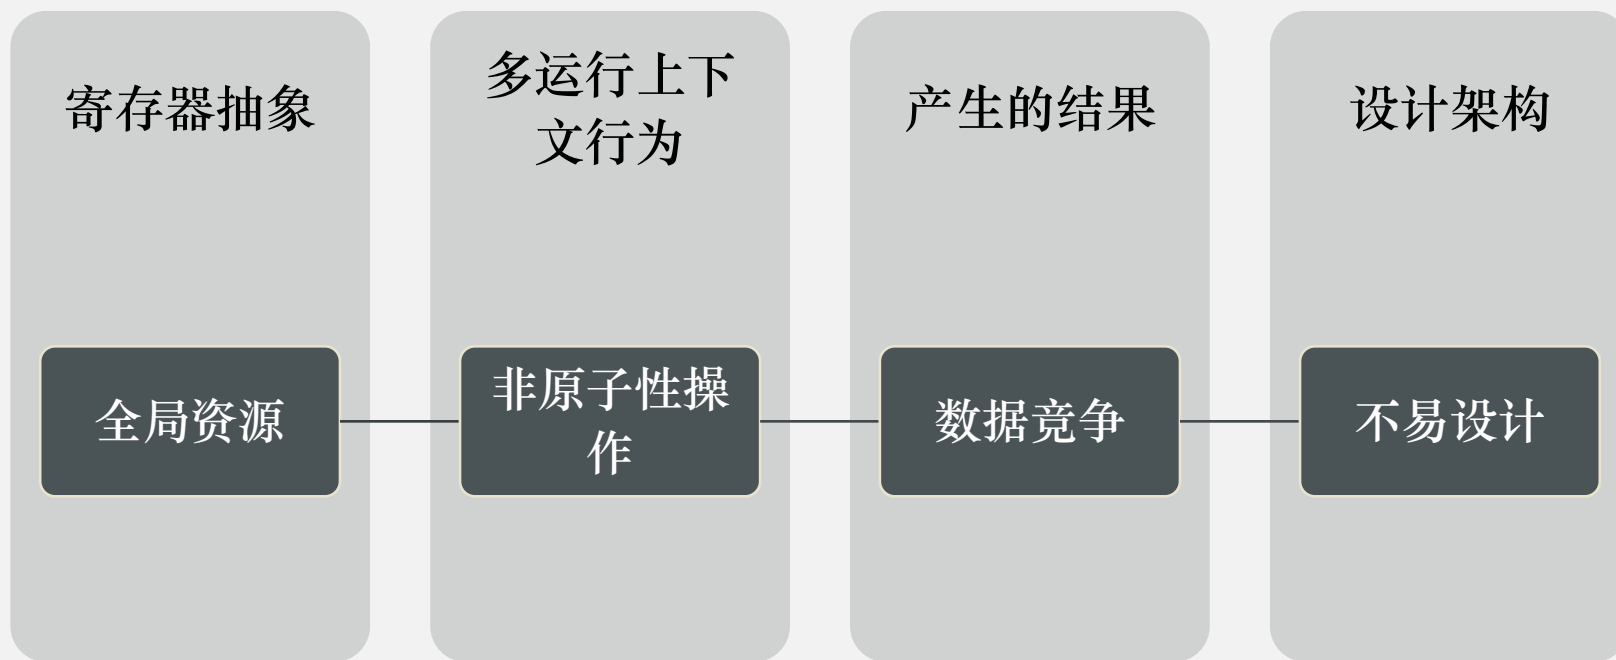 寄存器抽象
多运行上下
文行为
产生的结果
设计架构
全局资源
非原子性操
作
数据竞争
不易设计